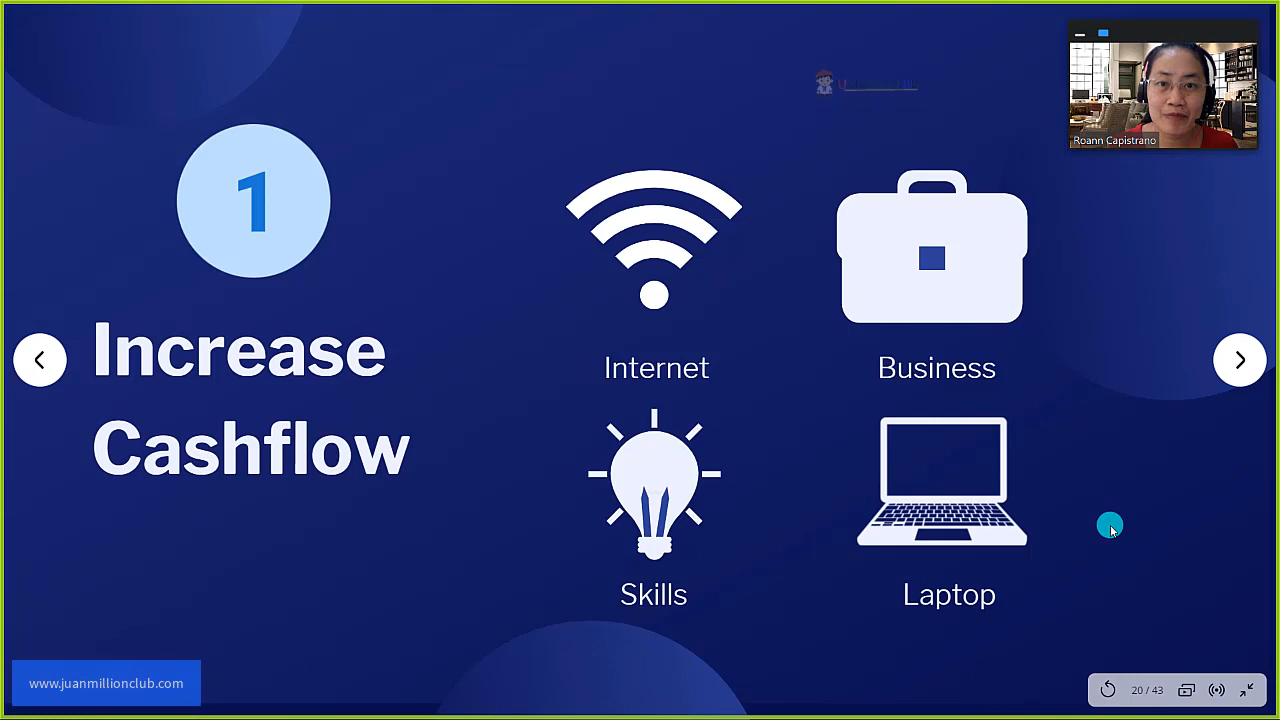 Roann Capistrano
1
Increase
Cashflow
Internet
Business
Skills
Laptop
www.juanmillionclub.com
20 / 43